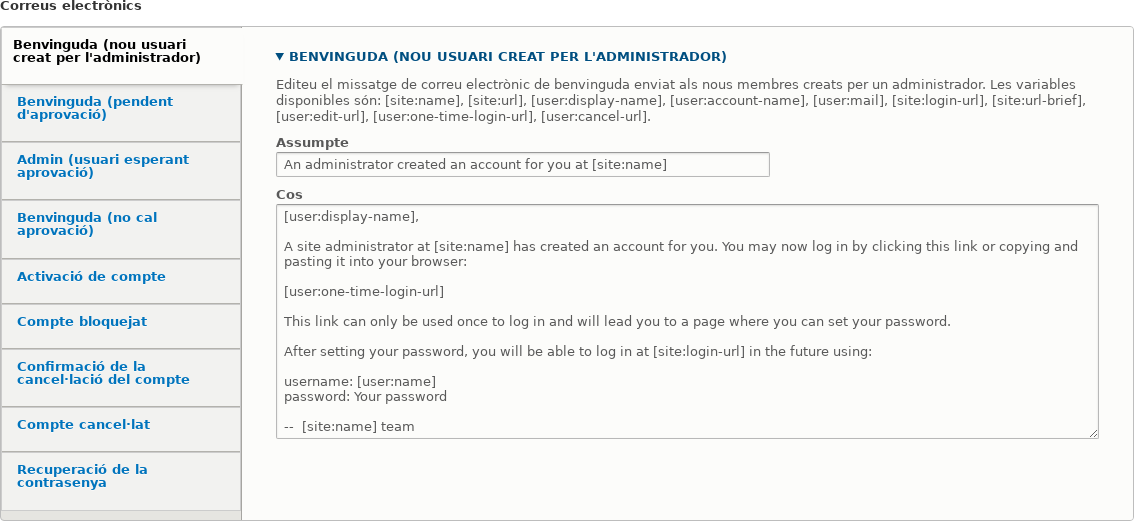 Correus electrònics
Benvinguda (nou usuari
creat per l'administrador)
Benvinguda (pendent
d'aprovació)
Admin (usuari esperant
aprovació)
Benvinguda (no cal
aprovació)
Activació de compte
Compte bloquejat
Confirmació de la
cancel·lació del compte
Compte cancel·lat
Recuperació de la
contrasenya
BENVINGUDA (NOU USUARI CREAT PER L'ADMINISTRADOR)
Editeu el missatge de correu electrònic de benvinguda enviat als nous membres creats per un administrador. Les variables
disponibles són: [site:name], [site:url], [user:display-name], [user:account-name], [user:mail], [site:login-url], [site:url-brief],
[user:edit-url], [user:one-time-login-url], [user:cancel-url].
Assumpte
An administrator created an account for you at [site:name]
Cos
[user:display-name],
A site administrator at [site:name] has created an account for you. You may now log in by clicking this link or copying and
pasting it into your browser:
[user:one-time-login-url]
This link can only be used once to log in and will lead you to a page where you can set your password.
After setting your password, you will be able to log in at [site:login-url] in the future using:
username: [user:name]
password: Your password
--  [site:name] team